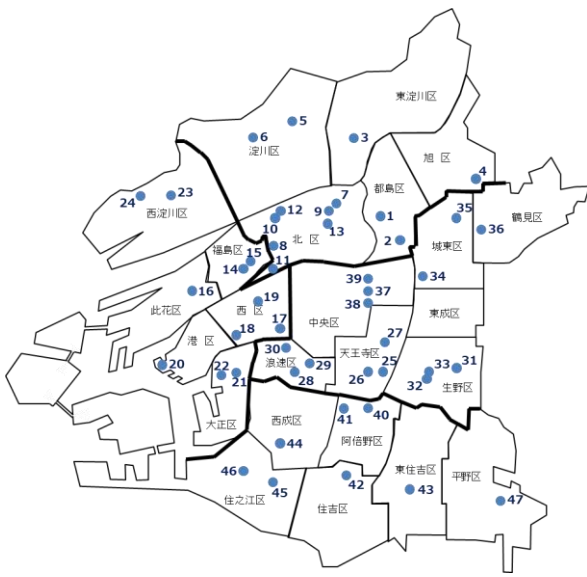 東淀川区
5
6
淀川区
3
旭 区
4
24
23
西淀川区
12
10
7
9
13
北 区
8
都島区
1
2
35
城東区
36
鶴見区
福島区
15
14
11
39
37
38
中央区
34
東成区
此花区
16
西 区
19
17
18
港 区
20
22
21
大正区
30
浪速区
29
28
天王寺区
27
26
25
33
32
31
生野区
西成区
44
41
40
阿倍野区
46
45
住之江区
42
住吉区
東住吉区
43
平野区
47